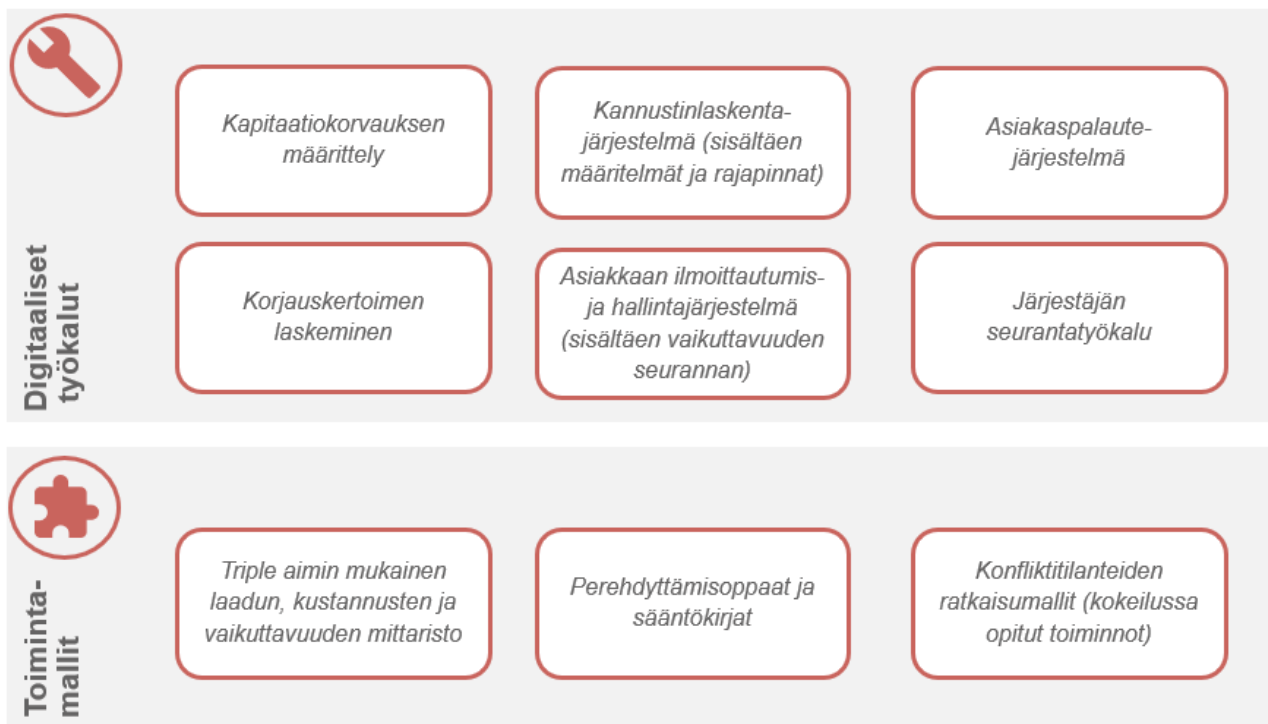 Digitaaliset
työkalut
Kapitaatiokorvauksen
määrittely
Kannustinlaskenta-
järjestelmä (sisältäen
määritelmät ja rajapinnat)
Asiakaspalaute-
järjestelmä
Korjauskertoimen
laskeminen
Asiakkaan ilmoittautumis-
ja hallintajärjestelmä
(sisältäen vaikuttavuuden
seurannan)
Järjestäjän
seurantatyökalu
Toiminta-
mallit
Triple aimin mukainen
laadun, kustannusten ja
vaikuttavuuden mittaristo
Perehdyttämisoppaat ja
sääntökirjat
Konfliktitilanteiden
ratkaisumallit (kokeilussa
opitut toiminnot)